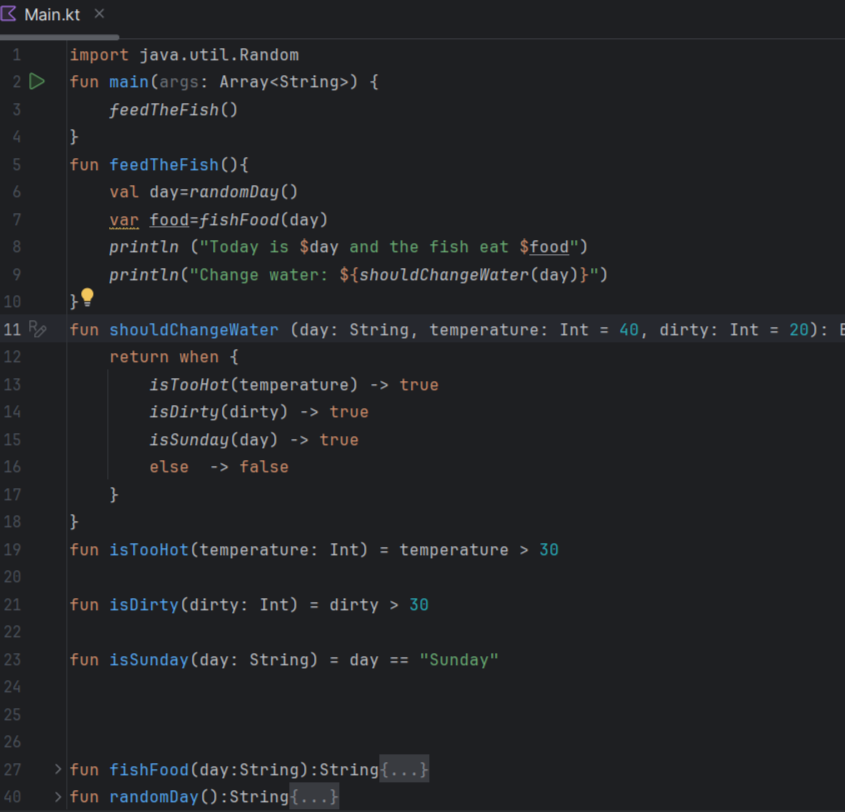 Main.kt
1 import java.util.Random
2 fun main(args: Array<String>) {
3     feedTheFish()
4 }
5 fun feedTheFish(){
6     val day=randomDay()
7     var food=fishFood(day)
8     println ("Today is $day and the fish eat $food")
9     println("Change water: ${shouldChangeWater(day)}")
10 }
11 fun shouldChangeWater (day: String, temperature: Int = 40, dirty: Int = 20):
12     return when {
13         isTooHot(temperature) -> true
14         isDirty(dirty) -> true
15         isSunday(day) -> true
16         else  -> false
17     }
18 }
19 fun isTooHot(temperature: Int) = temperature > 30
20
21 fun isDirty(dirty: Int) = dirty > 30
22
23 fun isSunday(day: String) = day == "Sunday"
24
25
26
27 fun fishFood(day:String):String{...}
40 fun randomDay():String{...}